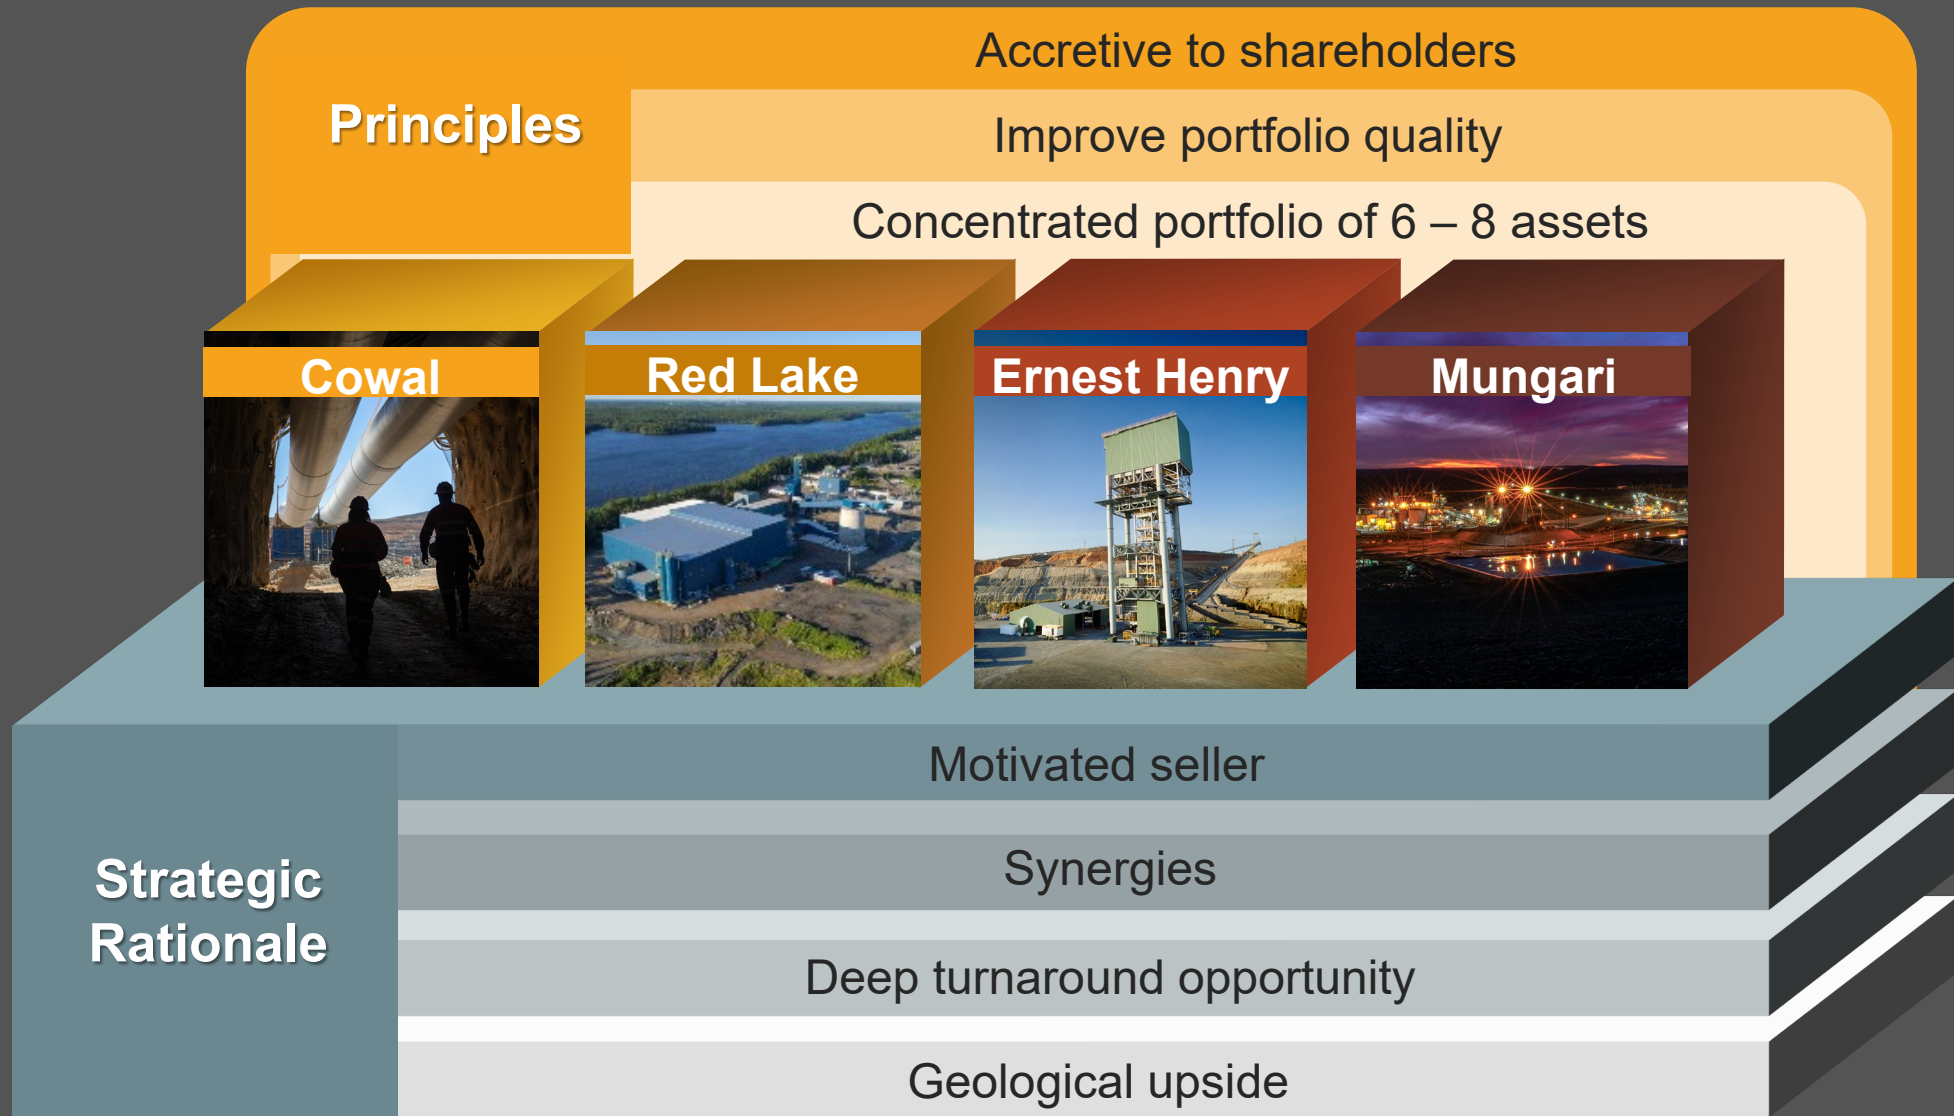 Accretive to shareholders
Principles
Improve portfolio quality
Concentrated portfolio of 6 – 8 assets
Cowal
Red Lake
Ernest Henry
Mungari
Motivated seller
Strategic
Rationale
Synergies
Deep turnaround opportunity
Geological upside